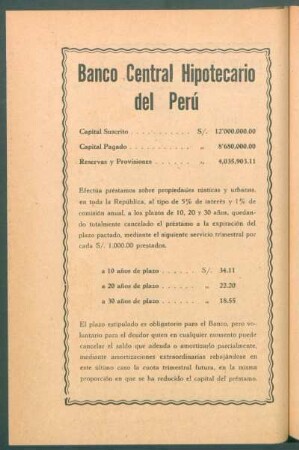 Banco Central Hipotecario
del Perú
Capital Suscrito . . . . . . . . . . S/. 12'000,000.00
Capital Pagado . . . . . . . . . . „ 8'680,000.00
Reservas y Provisiones . . . . . . „ 4,035,903.11
Efectúa préstamos sobre propiedades rústicas y urbanas,
en toda la República, al tipo de 5% de interés y 1% de
comisión anual, a los plazos de 10, 20 y 30 años, quedan-
do totalmente cancelado el préstamo a la expiración del
plazo pactado, mediante el siguiente servicio trimestral por
cada S/. 1,000.00 prestados.
a 10 años de plazo . . . . . . S/. 34.11
a 20 años de plazo . . . . . . „ 22.20
a 30 años de plazo . . . . . . „ 18.55
El plazo estipulado es obligatorio para el Banco, pero vo-
luntario para el deudor quien en cualquier momento puede
cancelar el saldo que adeuda o amortizarlo parcialmente,
mediante amortizaciones extraordinarias rebajándose en
este último caso la cuota trimestral futura, en la misma
proporción en que se ha reducido el capital del préstamo.